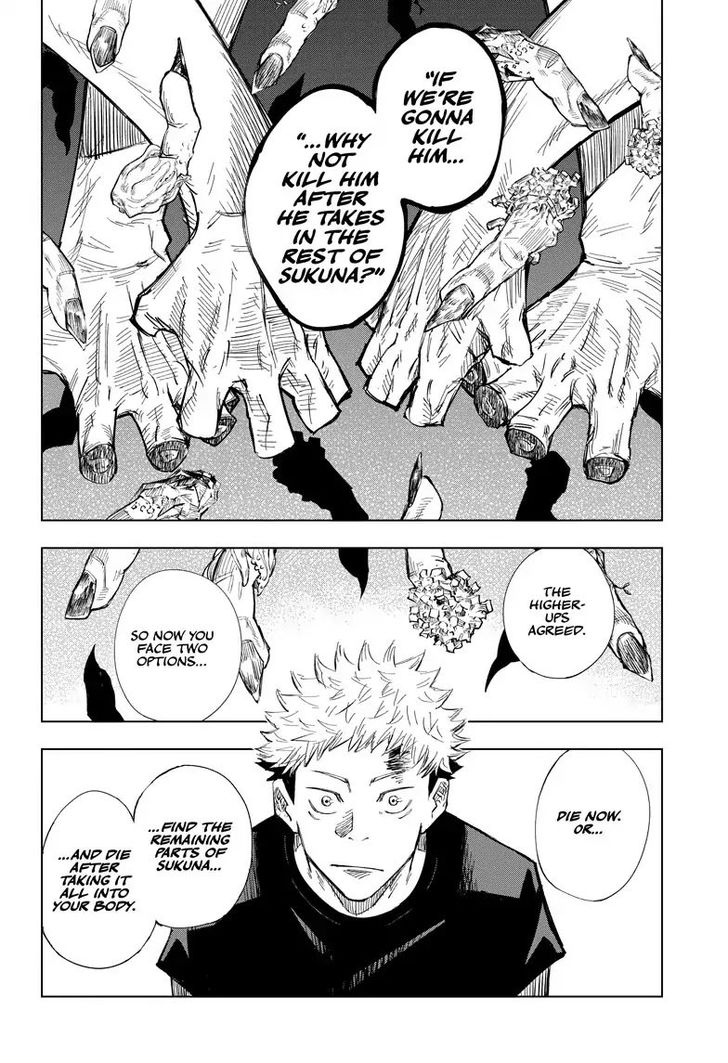 "IF
WE'RE
GONNA
KILL
HIM...
"...WHY
NOT
KILL HIM
AFTER
HE TAKES
IN THE
REST OF
SUKUNA?"
THE
HIGHER-
UPS
AGREED.
SO NOW YOU
FACE TWO
OPTIONS...
DIE NOW.
OR...
...FIND THE
REMAINING
PARTS OF
SUKUNA...
...AND DIE
AFTER
TAKING IT
ALL INTO
YOUR BODY.